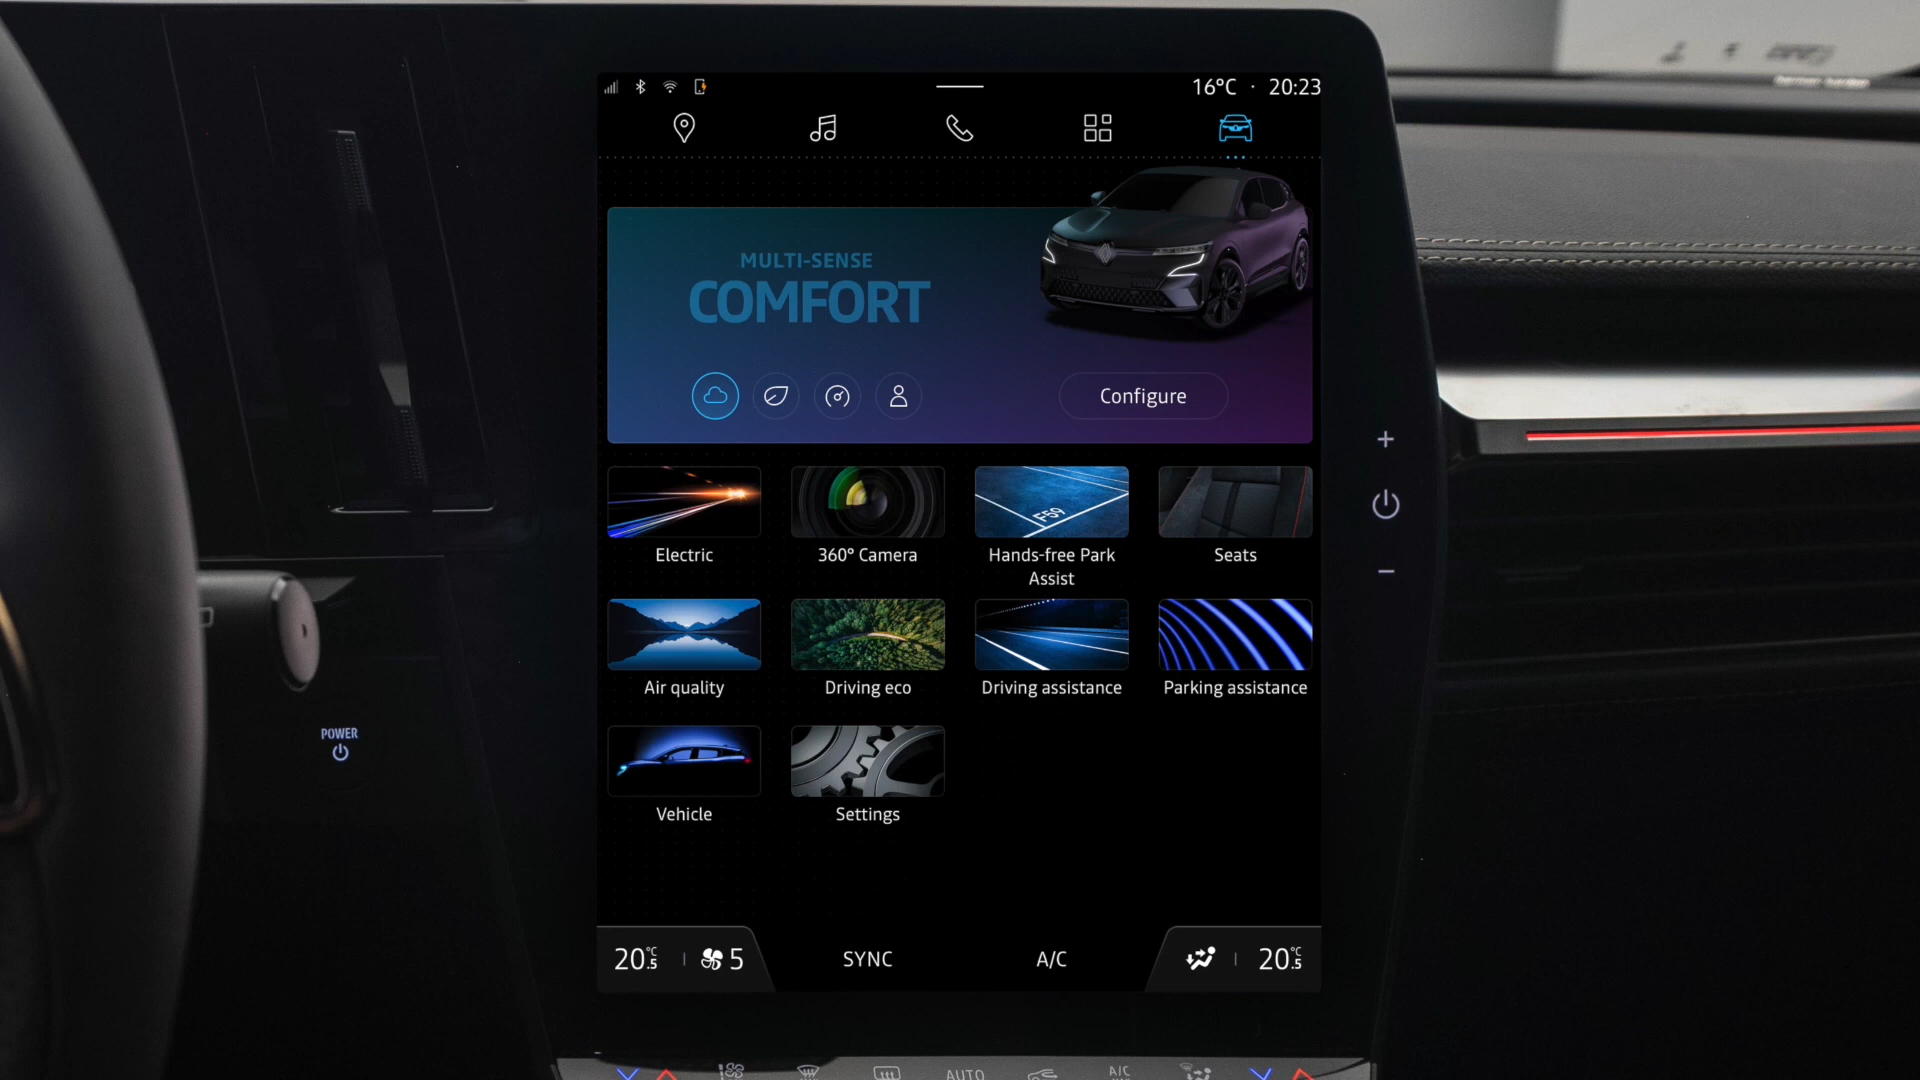 16°C · 20:23
MULTI-SENSE
COMFORT
Configure
F59
Electric
360° Camera
Hands-free Park
Assist
Seats
Air quality
Driving eco
Driving assistance
Parking assistance
POWER
Vehicle
Settings
20.5°C
5
SYNC
A/C
20.5°C
AUTO
A/C